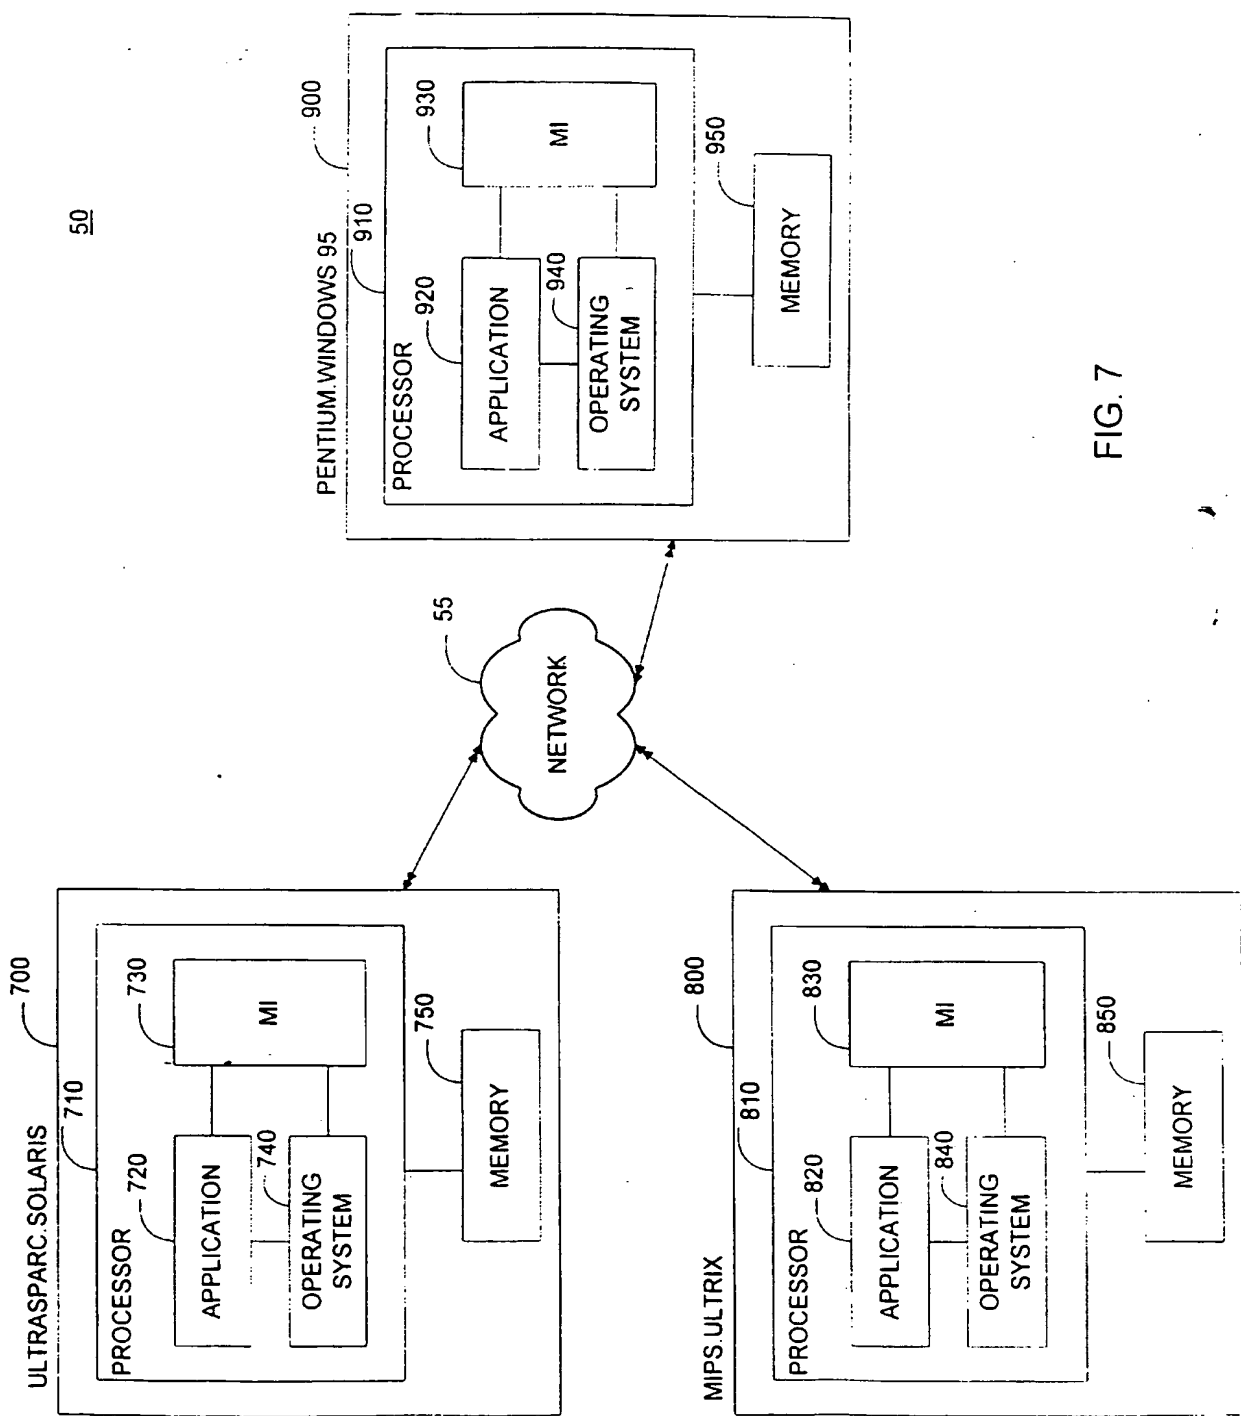 50
ULTRASPARC.SOLARIS
700
710
PROCESSOR
720
730
APPLICATION
MI
740
OPERATING
SYSTEM
750
MEMORY
NETWORK
55
PENTIUM.WINDOWS 95
900
910
PROCESSOR
920
930
APPLICATION
MI
940
OPERATING
SYSTEM
950
MEMORY
MIPS.ULTRIX
800
810
PROCESSOR
820
830
APPLICATION
MI
840
OPERATING
SYSTEM
850
MEMORY
FIG. 7